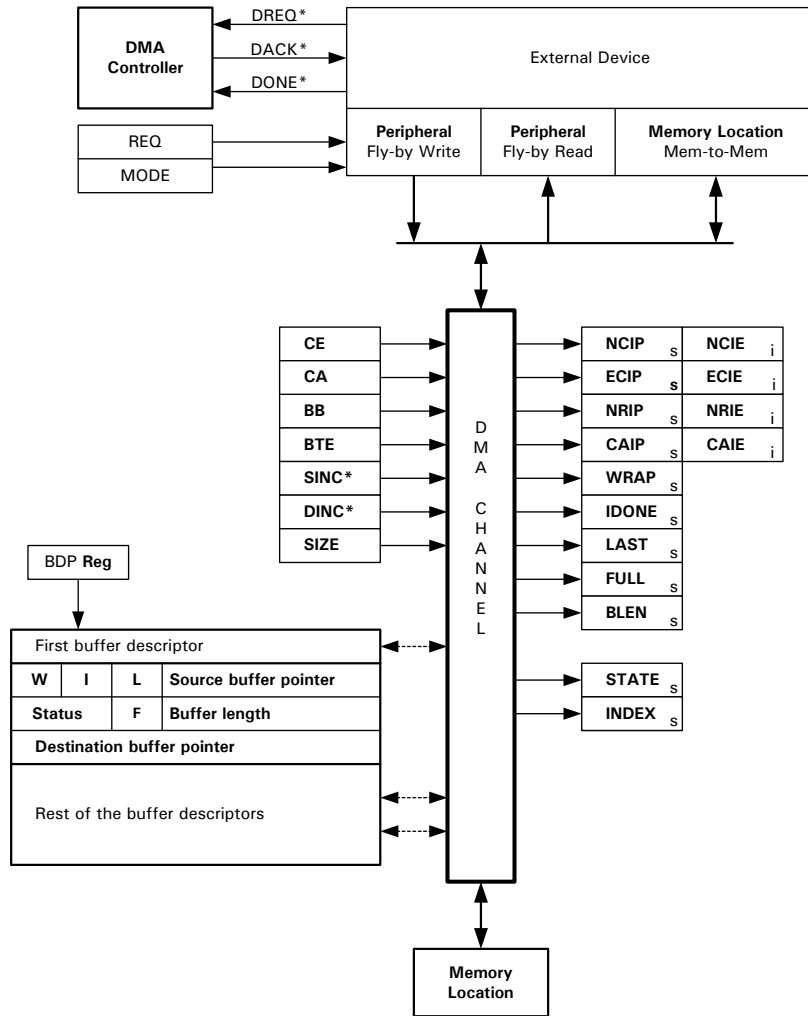 DREQ*
DMA
Controller
DACK*
External Device
DONE*
REQ
MODE
Peripheral
Fly-by Write
Peripheral
Fly-by Read
Memory Location
Mem-to-Mem
CE
CA
BB
BTE
SINC*
DINC*
SIZE
DMA CHANNEL
NCIP s NCIE i
ECIP s ECIE i
NRIP s NRIE i
CAIP s CAIE i
WRAP s
IDONE s
LAST s
FULL s
BLEN s
STATE s
INDEX s
BDP Reg
First buffer descriptor
W I L Source buffer pointer
Status F Buffer length
Destination buffer pointer
Rest of the buffer descriptors
Memory
Location